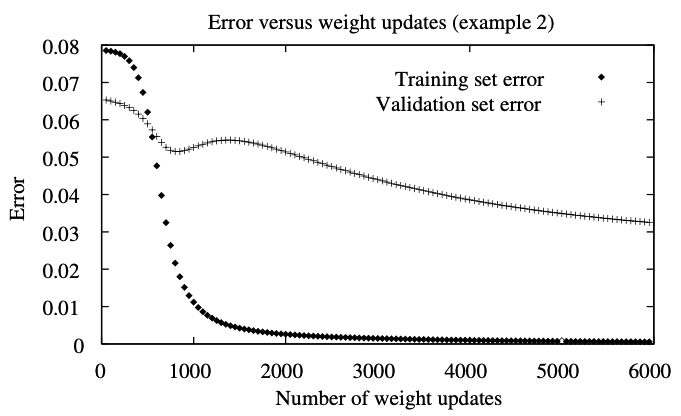 Error versus weight updates (example 2)
0.08
0.07
Training set error
Validation set error
0.06
0.05
Error
0.04
0.03
0.02
0.01
0
0 1000 2000 3000 4000 5000 6000
Number of weight updates